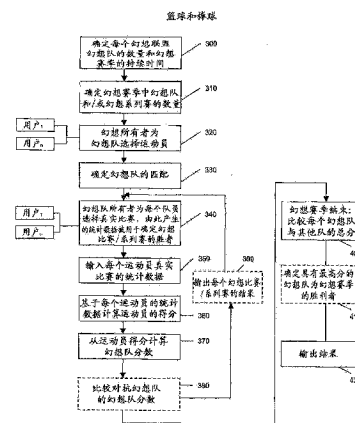 篮球和棒球
确定每个幻想联盟
幻想队的数量和幻想
赛季的持续时间
300
确定幻想赛季中幻想队
和/或幻想系列赛的数量
310
用户₁
用户ₙ
幻想所有者为
幻想队选择运动员
320
确定幻想队的匹配
330
用户₁
用户ₙ
幻想队所有者为每个队员
选择真实比赛，由此产生
的统计数据被用于确定幻想
比赛/系列赛的胜者
340
输入每个运动员真实
比赛的统计数据
350
基于每个运动员的统计
数据计算运动员的得分
360
从运动员得分计算
幻想队分数
370
比较对抗幻想队
的幻想队分数
380
输出每个幻想比赛
/系列赛的结果
390
幻想赛季结束:
比较每个幻想队
与其他队的总分
确定具有最高分的
幻想队为幻想赛季
的胜利者
输出结果